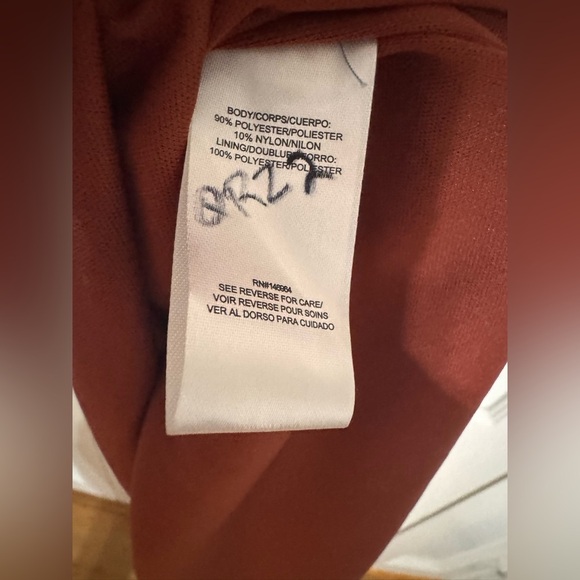 BODY/CORPS/CUERPO:
90% POLYESTER/POLIESTER
10% NYLON/NILON
LINING/DOUBLURE/FORRO:
100% POLYESTER/POLIESTER
RN#146984
SEE REVERSE FOR CARE/
VOIR REVERSE POUR SOINS
VER AL DORSO PARA CUIDADO